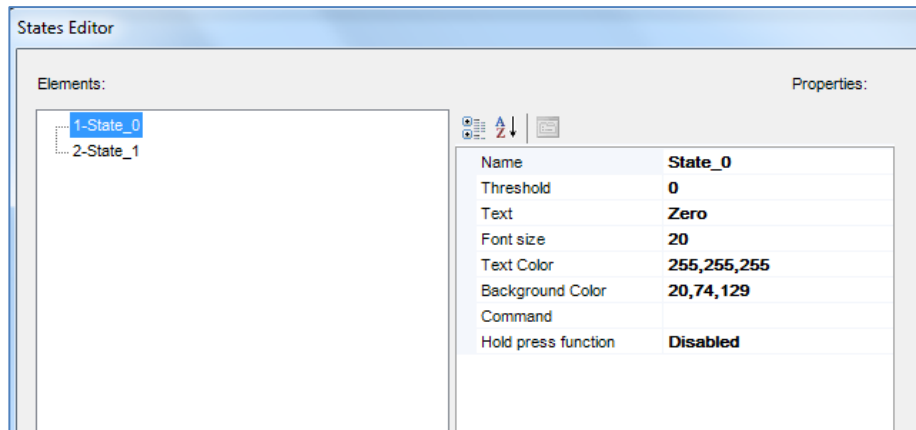 States Editor
Elements:
Properties:
1-State_0
2-State_1
Name State_0
Threshold 0
Text Zero
Font size 20
Text Color 255,255,255
Background Color 20,74,129
Command
Hold press function Disabled